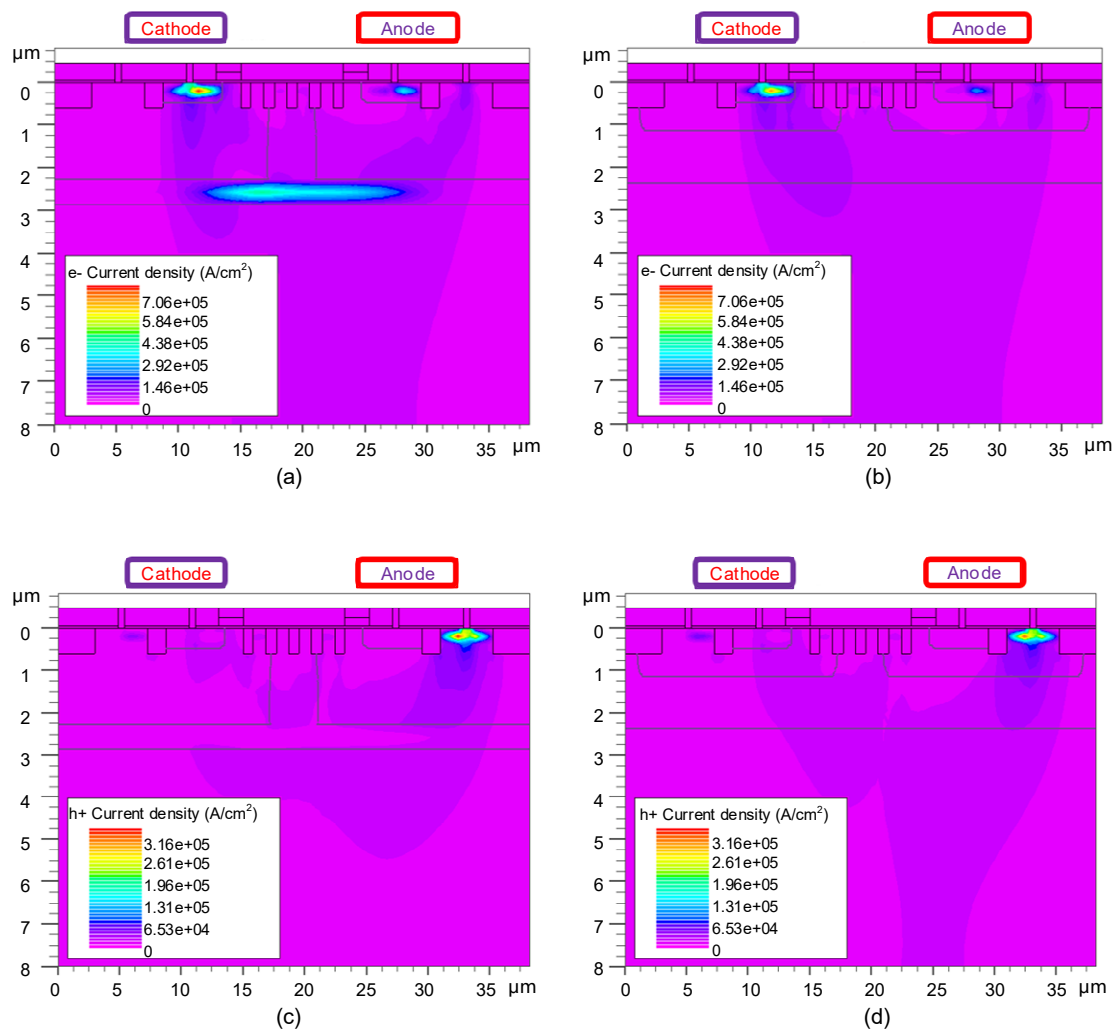 Cathode
Anode
Cathode
Anode
µm
0
1
2
3
4
5
6
7
8
e- Current density (A/cm²)
7.06e+05
5.84e+05
4.38e+05
2.92e+05
1.46e+05
0
0 5 10 15 20 25 30 35 µm
(a)
µm
0
1
2
3
4
5
6
7
8
e- Current density (A/cm²)
7.06e+05
5.84e+05
4.38e+05
2.92e+05
1.46e+05
0
0 5 10 15 20 25 30 35 µm
(b)
Cathode
Anode
Cathode
Anode
µm
0
1
2
3
4
5
6
7
8
h+ Current density (A/cm²)
3.16e+05
2.61e+05
1.96e+05
1.31e+05
6.53e+04
0
0 5 10 15 20 25 30 35 µm
(c)
µm
0
1
2
3
4
5
6
7
8
h+ Current density (A/cm²)
3.16e+05
2.61e+05
1.96e+05
1.31e+05
6.53e+04
0
0 5 10 15 20 25 30 35 µm
(d)